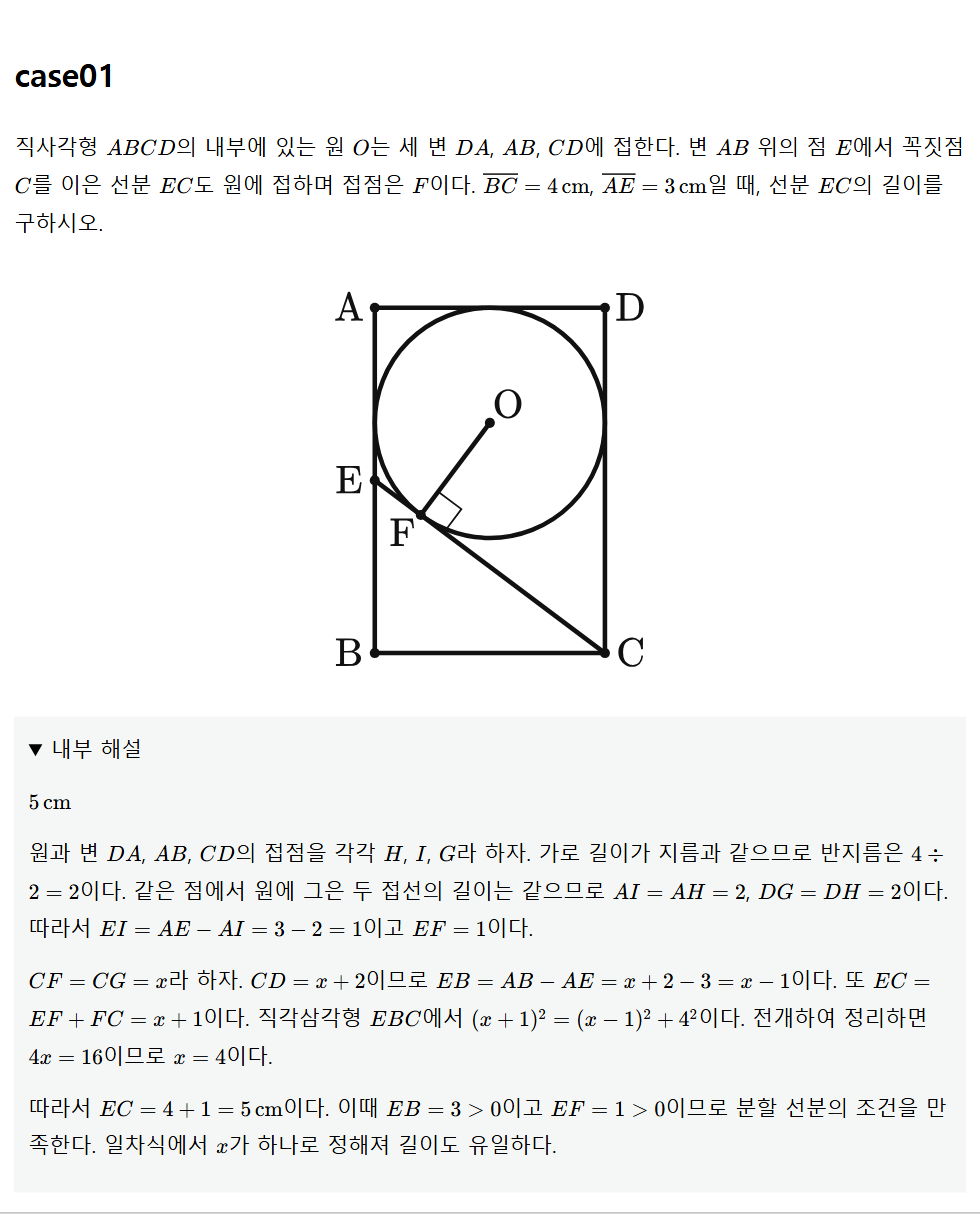 case01
직사각형 ABCD의 내부에 있는 원 O는 세 변 DA, AB, CD에 접한다. 변 AB 위의 점 E에서 꼭짓점
C를 이은 선분 EC도 원에 접하며 접점은 F이다. \overline{BC} = 4 cm, \overline{AE} = 3 cm일 때, 선분 EC의 길이를
구하시오.
A
D
O
E
F
B
C
▼ 내부 해설
5 cm
원과 변 DA, AB, CD의 접점을 각각 H, I, G라 하자. 가로 길이가 지름과 같으므로 반지름은 4 ÷
2 = 2이다. 같은 점에서 원에 그은 두 접선의 길이는 같으므로 AI = AH = 2, DG = DH = 2이다.
따라서 EI = AE − AI = 3 − 2 = 1이고 EF = 1이다.
CF = CG = x라 하자. CD = x + 2이므로 EB = AB − AE = x + 2 − 3 = x − 1이다. 또 EC =
EF + FC = x + 1이다. 직각삼각형 EBC에서 (x + 1)² = (x − 1)² + 4²이다. 전개하여 정리하면
4x = 16이므로 x = 4이다.
따라서 EC = 4 + 1 = 5 cm이다. 이때 EB = 3 > 0이고 EF = 1 > 0이므로 분할 선분의 조건을 만
족한다. 일차식에서 x가 하나로 정해져 길이도 유일하다.